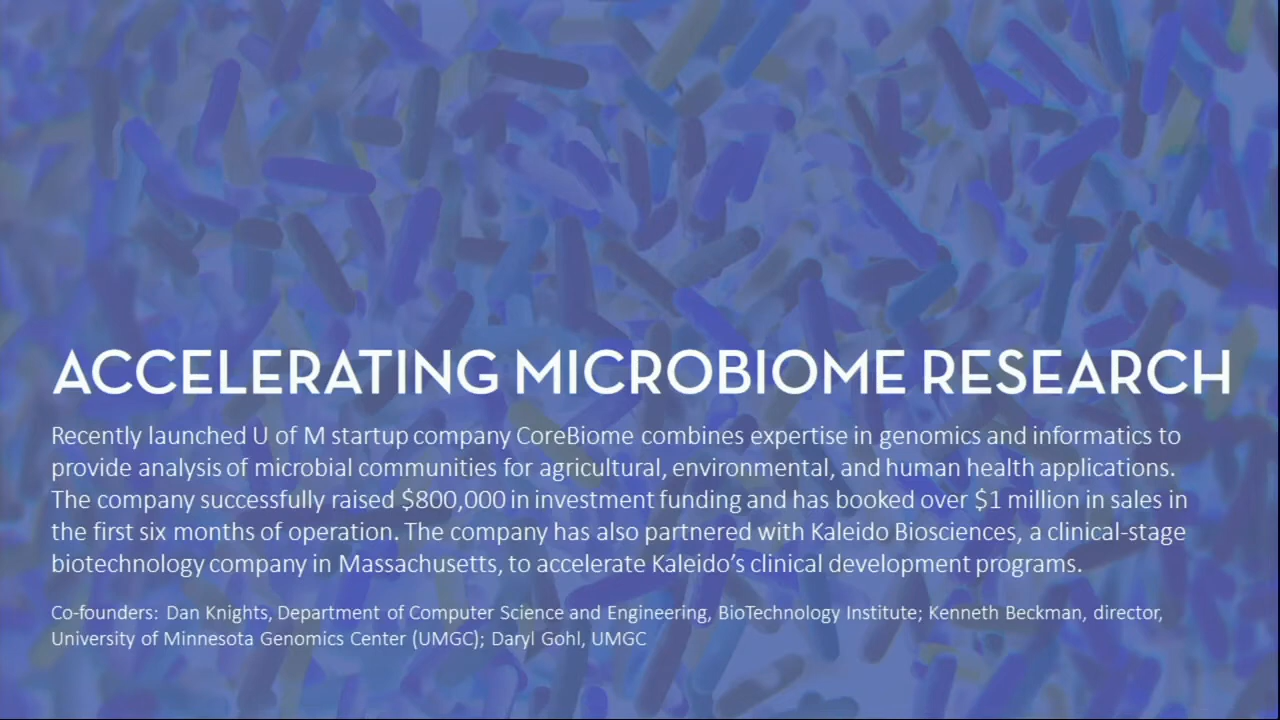 ACCELERATING MICROBIOME RESEARCH
Recently launched U of M startup company CoreBiome combines expertise in genomics and informatics to
provide analysis of microbial communities for agricultural, environmental, and human health applications.
The company successfully raised $800,000 in investment funding and has booked over $1 million in sales in
the first six months of operation. The company has also partnered with Kaleido Biosciences, a clinical-stage
biotechnology company in Massachusetts, to accelerate Kaleido’s clinical development programs.
Co-founders: Dan Knights, Department of Computer Science and Engineering, BioTechnology Institute; Kenneth Beckman, director,
University of Minnesota Genomics Center (UMGC); Daryl Gohl, UMGC